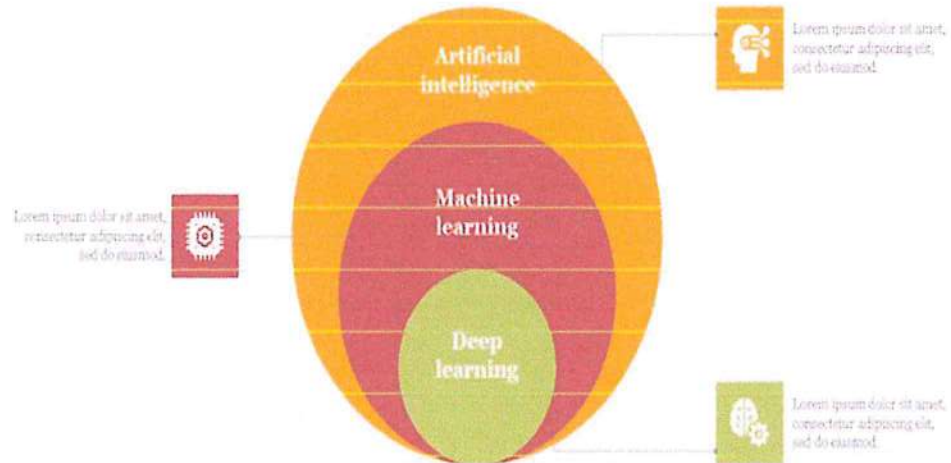 Artificial
intelligence
Lorem ipsum dolor sit amet,
consectetur adipiscing elit,
sed do eiusmod.
Machine
learning
Lorem ipsum dolor sit amet,
consectetur adipiscing elit,
sed do eiusmod.
Deep
learning
Lorem ipsum dolor sit amet,
consectetur adipiscing elit,
sed do eiusmod.